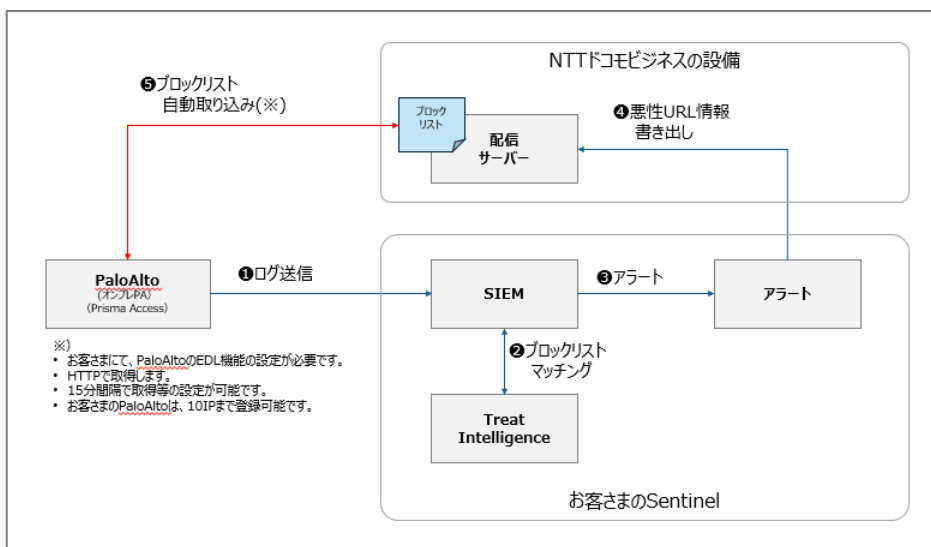 NTTドコモビジネスの設備
❺ブロックリスト
自動取り込み(※)
ブロック
リスト
配信
サーバー
❹悪性URL情報
書き出し
PaloAlto
(オンプレPA)
(Prisma Access)
❶ログ送信
SIEM
❸アラート
アラート
❷ブロックリスト
マッチング
Treat
Intelligence
お客さまのSentinel
※)
• お客さまにて、PaloAltoのEDL機能の設定が必要です。
• HTTPで取得します。
• 15分間隔で取得等の設定が可能です。
• お客さまのPaloAltoは、10IPまで登録可能です。